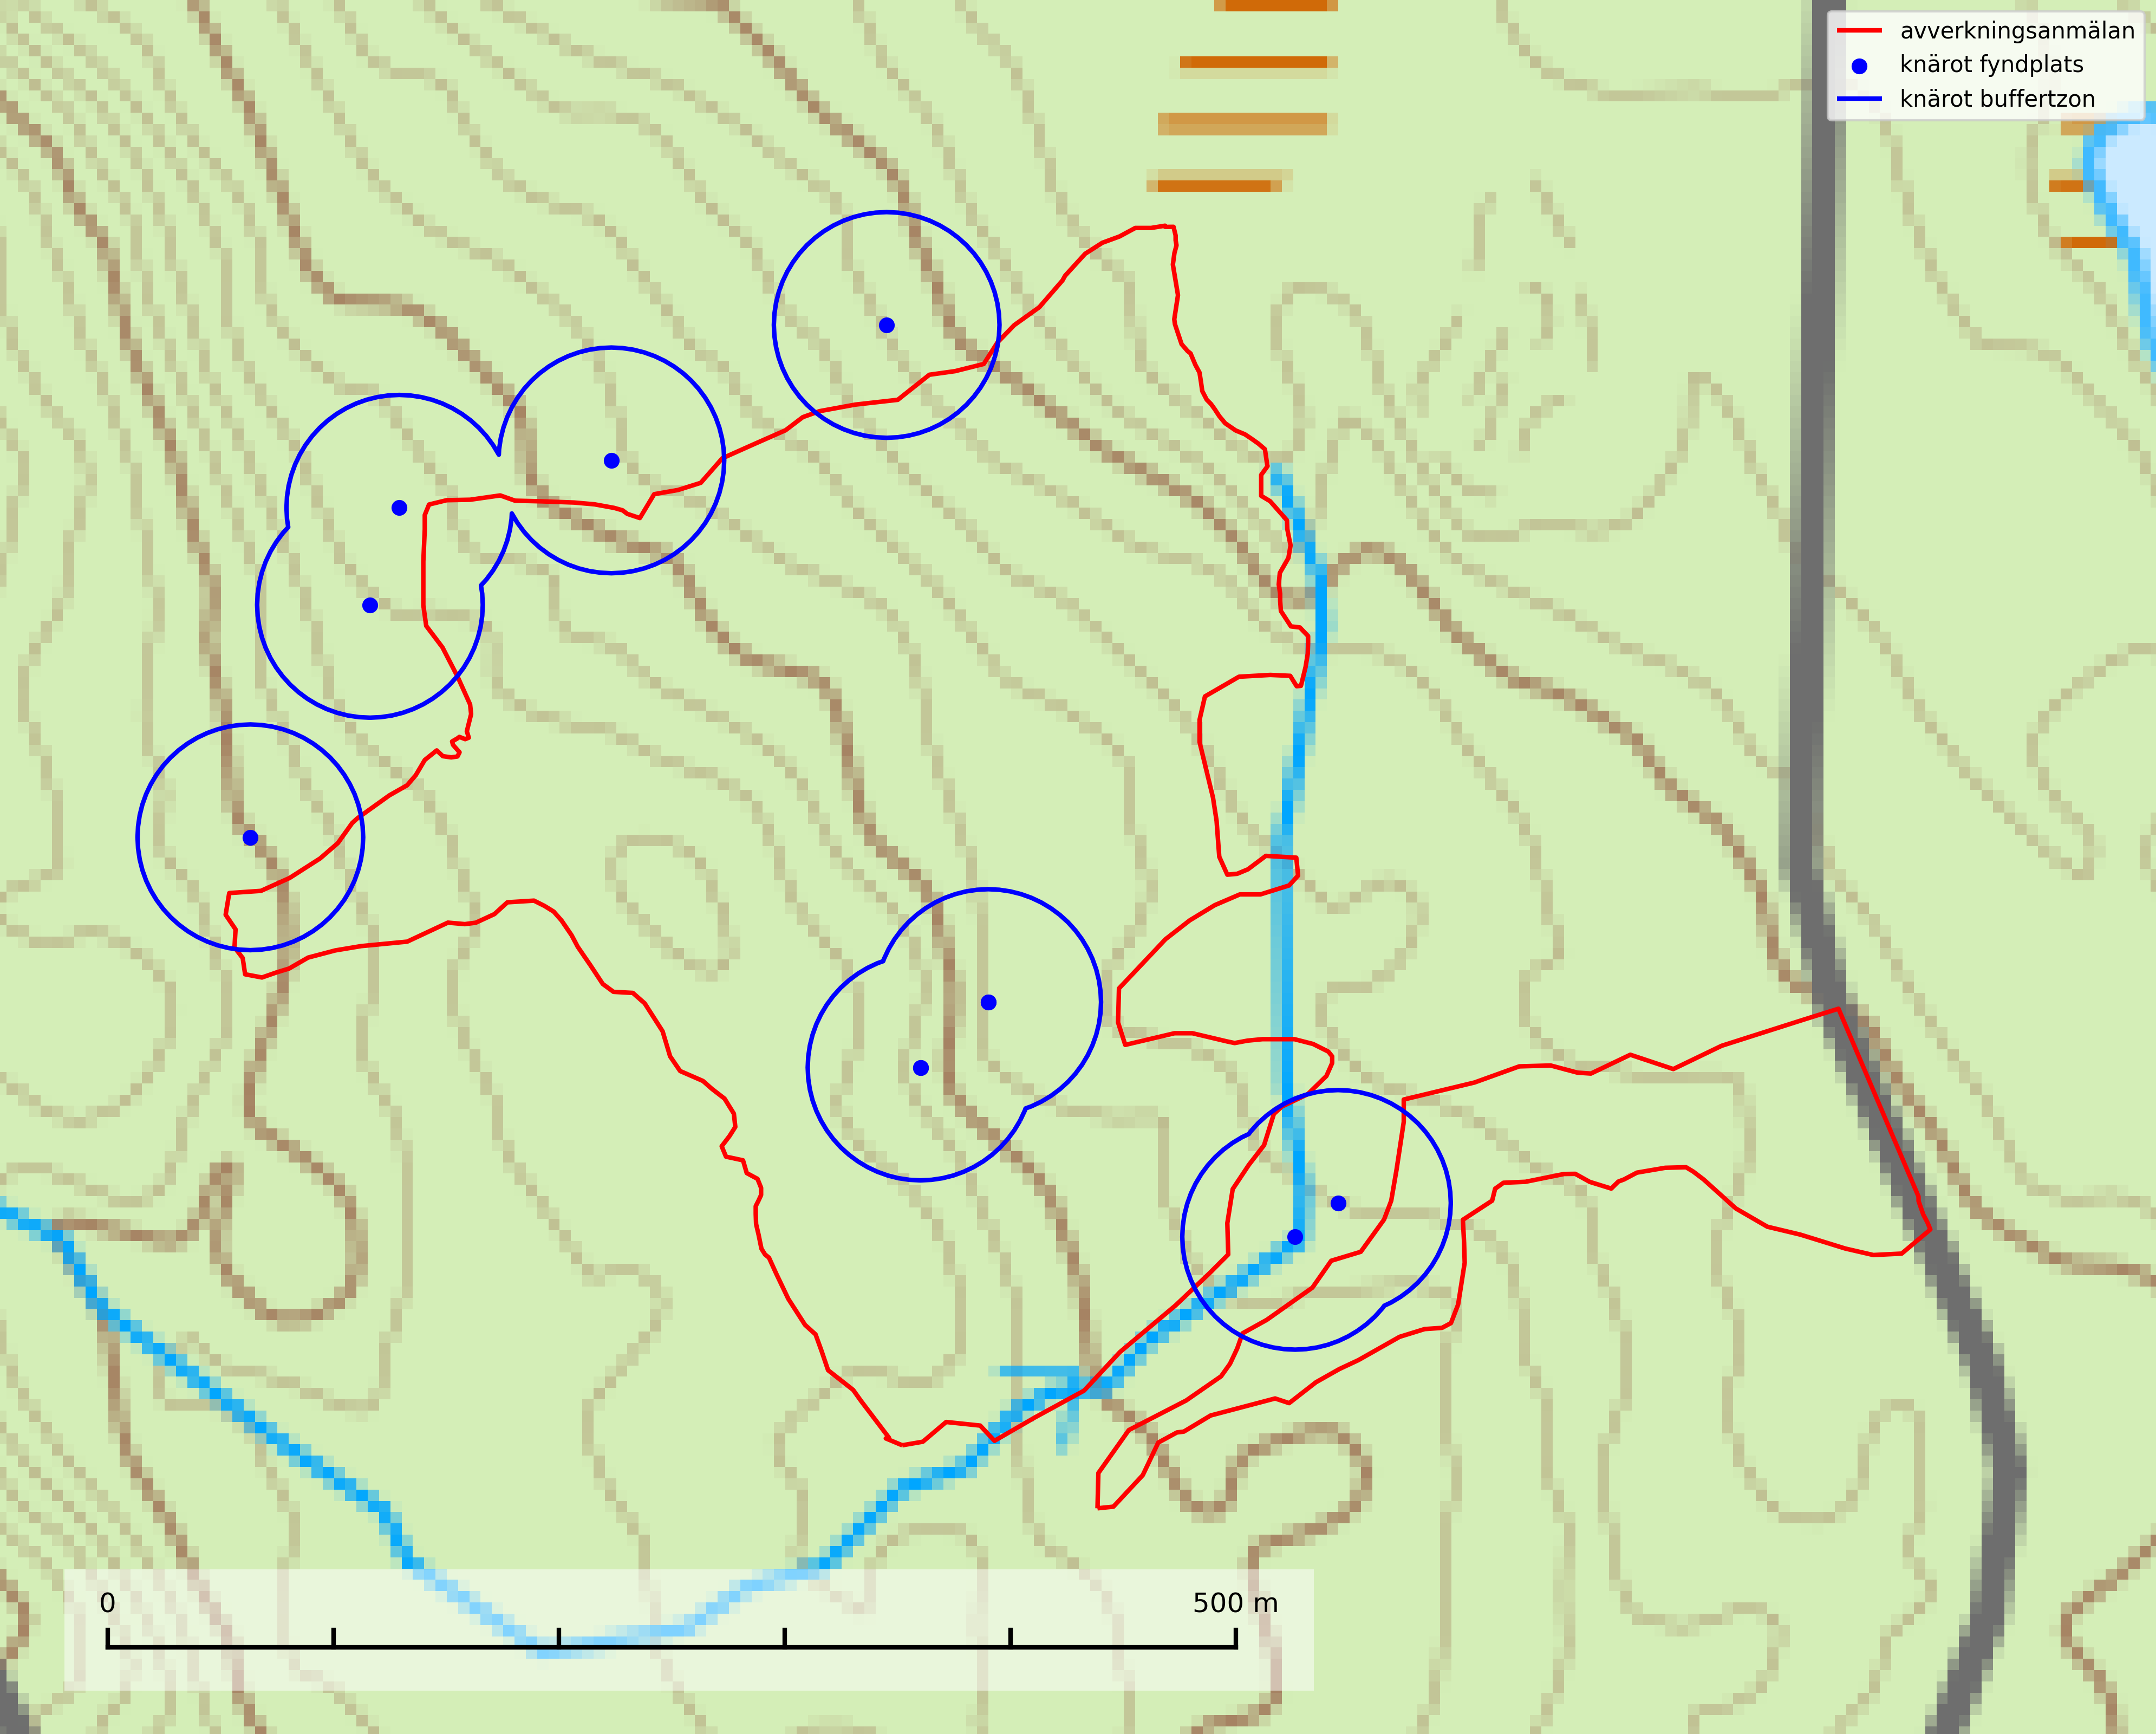 avverkningsanmälan
knärot fyndplats
knärot buffertzon
0
500 m